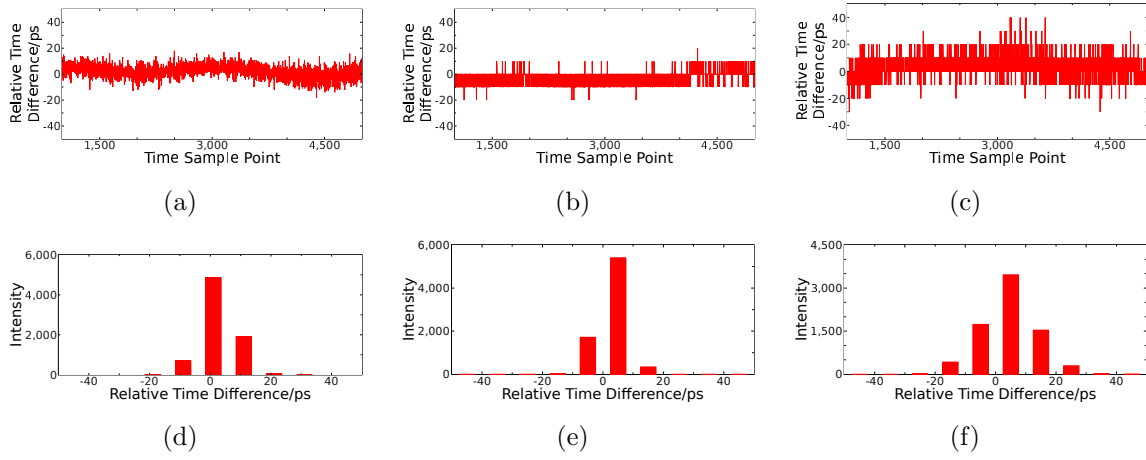 Relative Time
Difference/ps
40
20
0
-20
-40
1,500
3,000
4,500
Time Sample Point
(a)
Relative Time
Difference/ps
40
20
0
-20
-40
1,500
3,000
4,500
Time Sample Point
(b)
Relative Time
Difference/ps
40
20
0
-20
-40
1,500
3,000
4,500
Time Sample Point
(c)
Intensity
6,000
4,000
2,000
0
-40
-20
0
20
40
Relative Time Difference/ps
(d)
Intensity
6,000
4,000
2,000
0
-40
-20
0
20
40
Relative Time Difference/ps
(e)
Intensity
4,500
3,000
1,500
0
-40
-20
0
20
40
Relative Time Difference/ps
(f)